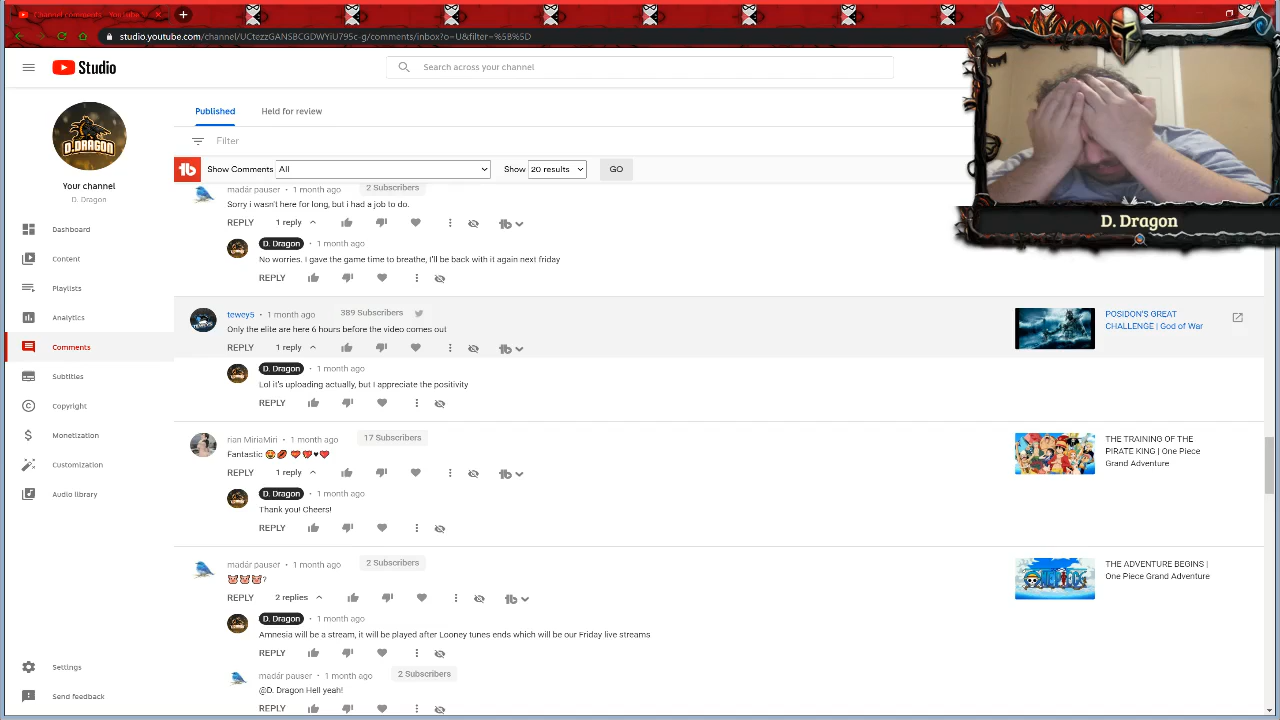 Channel comments - YouTube
studio.youtube.com/channel/UCtezzGANSBCGDWYiU795c-g/comments/inbox?o=U&filter=%5B%5D
Studio
Search across your channel
D.DRAGON
Your channel
D. Dragon
Dashboard
Content
Playlists
Analytics
Comments
Subtitles
Copyright
Monetization
Customization
Audio library
Settings
Send feedback
Published
Held for review
Filter
Show Comments All
Show 20 results
GO
madár pauser • 1 month ago 2 Subscribers
Sorry i wasn't here for long, but i had a job to do.
REPLY 1 reply
D. Dragon • 1 month ago
No worries. I gave the game time to breathe, I'll be back with it again next friday
REPLY
tewey5 • 1 month ago 389 Subscribers
Only the elite are here 6 hours before the video comes out
REPLY 1 reply
POSIDON'S GREAT
CHALLENGE | God of War
D. Dragon • 1 month ago
Lol it's uploading actually, but I appreciate the positivity
REPLY
rian MiriaMiri • 1 month ago 17 Subscribers
Fantastic
REPLY 1 reply
THE TRAINING OF THE
PIRATE KING | One Piece
Grand Adventure
D. Dragon • 1 month ago
Thank you! Cheers!
REPLY
madár pauser • 1 month ago 2 Subscribers
?
REPLY 2 replies
THE ADVENTURE BEGINS |
One Piece Grand Adventure
D. Dragon • 1 month ago
Amnesia will be a stream, it will be played after Looney tunes ends which will be our Friday live streams
REPLY
madár pauser • 1 month ago 2 Subscribers
@D. Dragon Hell yeah!
REPLY
D. Dragon